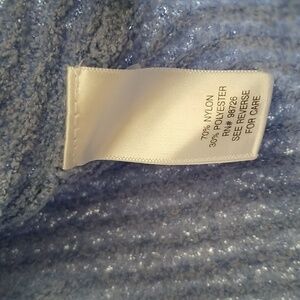 70% NYLON
30% POLYESTER
RN# 96726
SEE REVERSE
FOR CARE